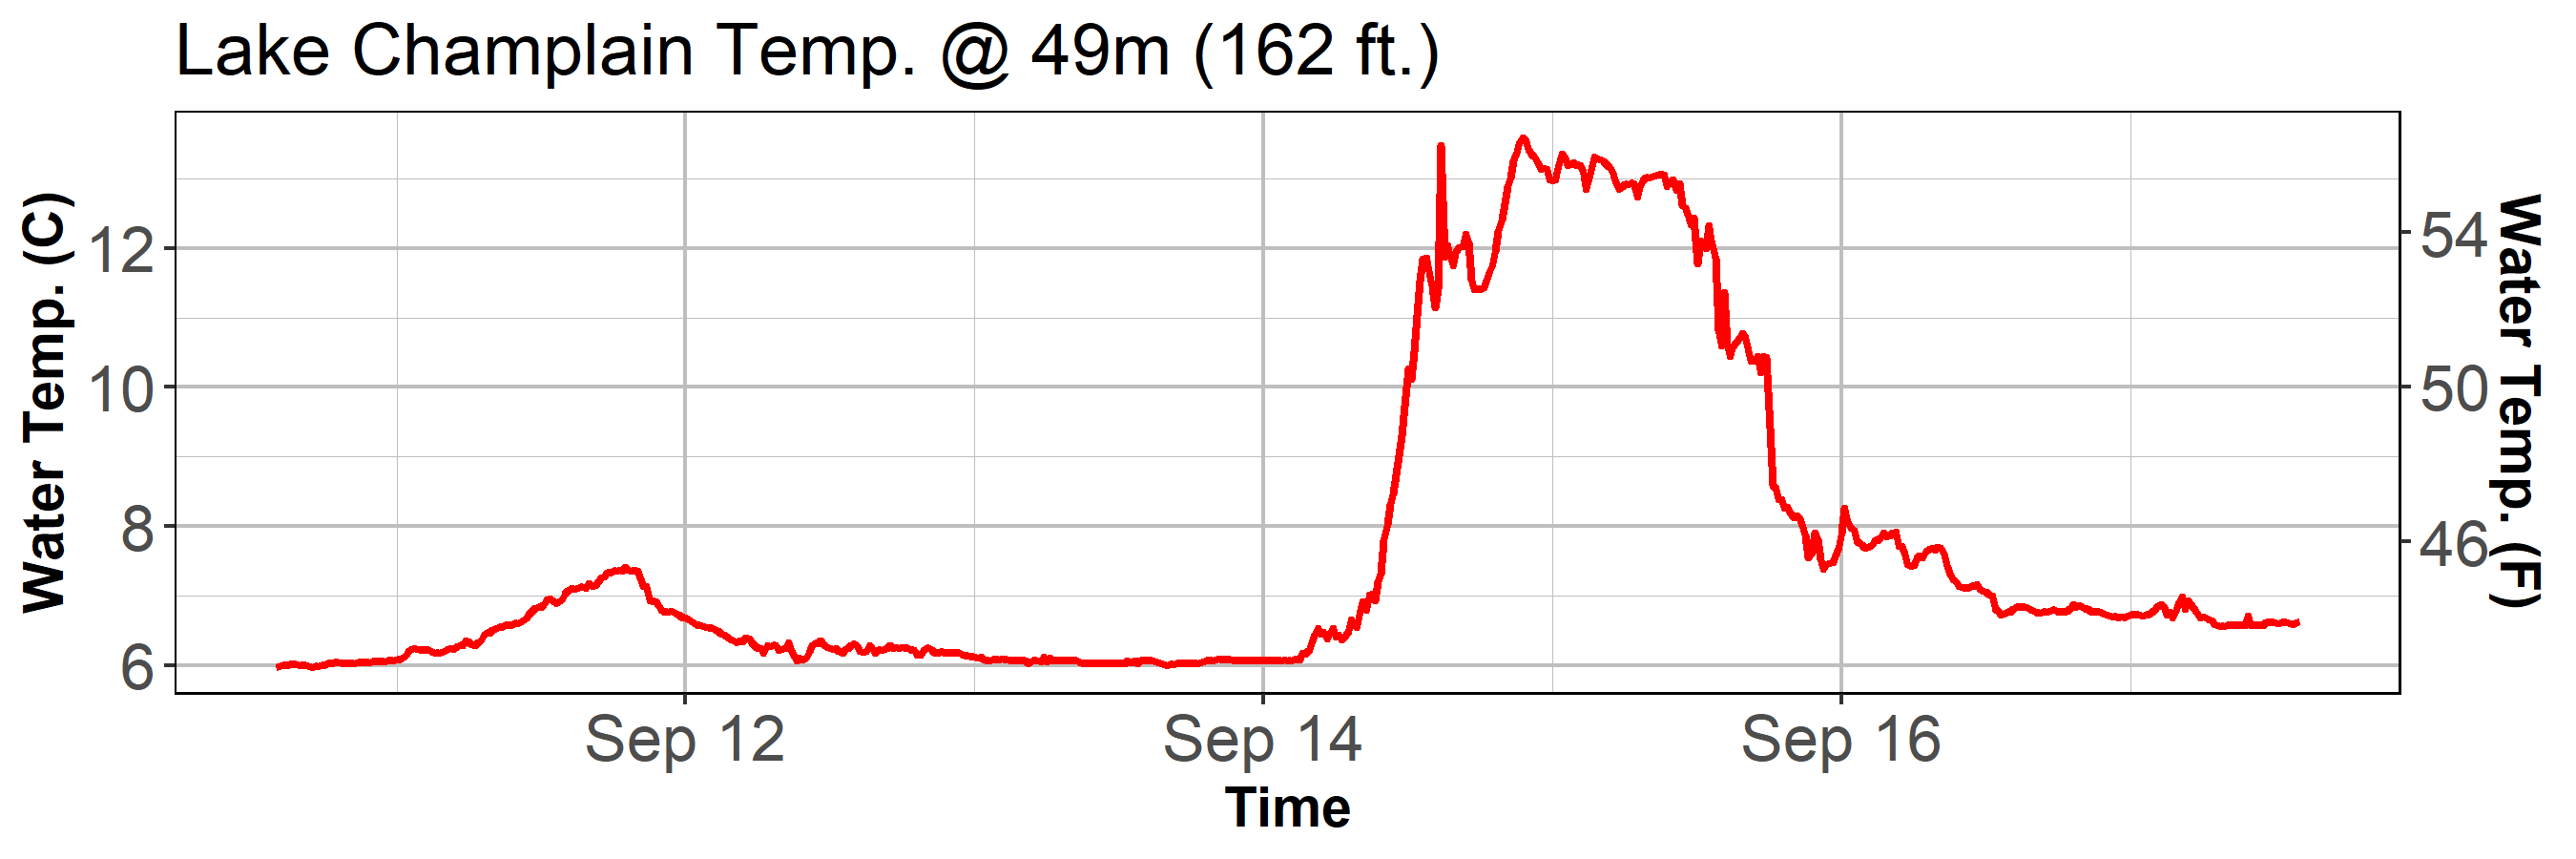 Lake Champlain Temp. @ 49m (162 ft.)
Water Temp. (C)
12
10
8
6
54
50
46
Water Temp. (F)
Sep 12
Sep 14
Sep 16
Time